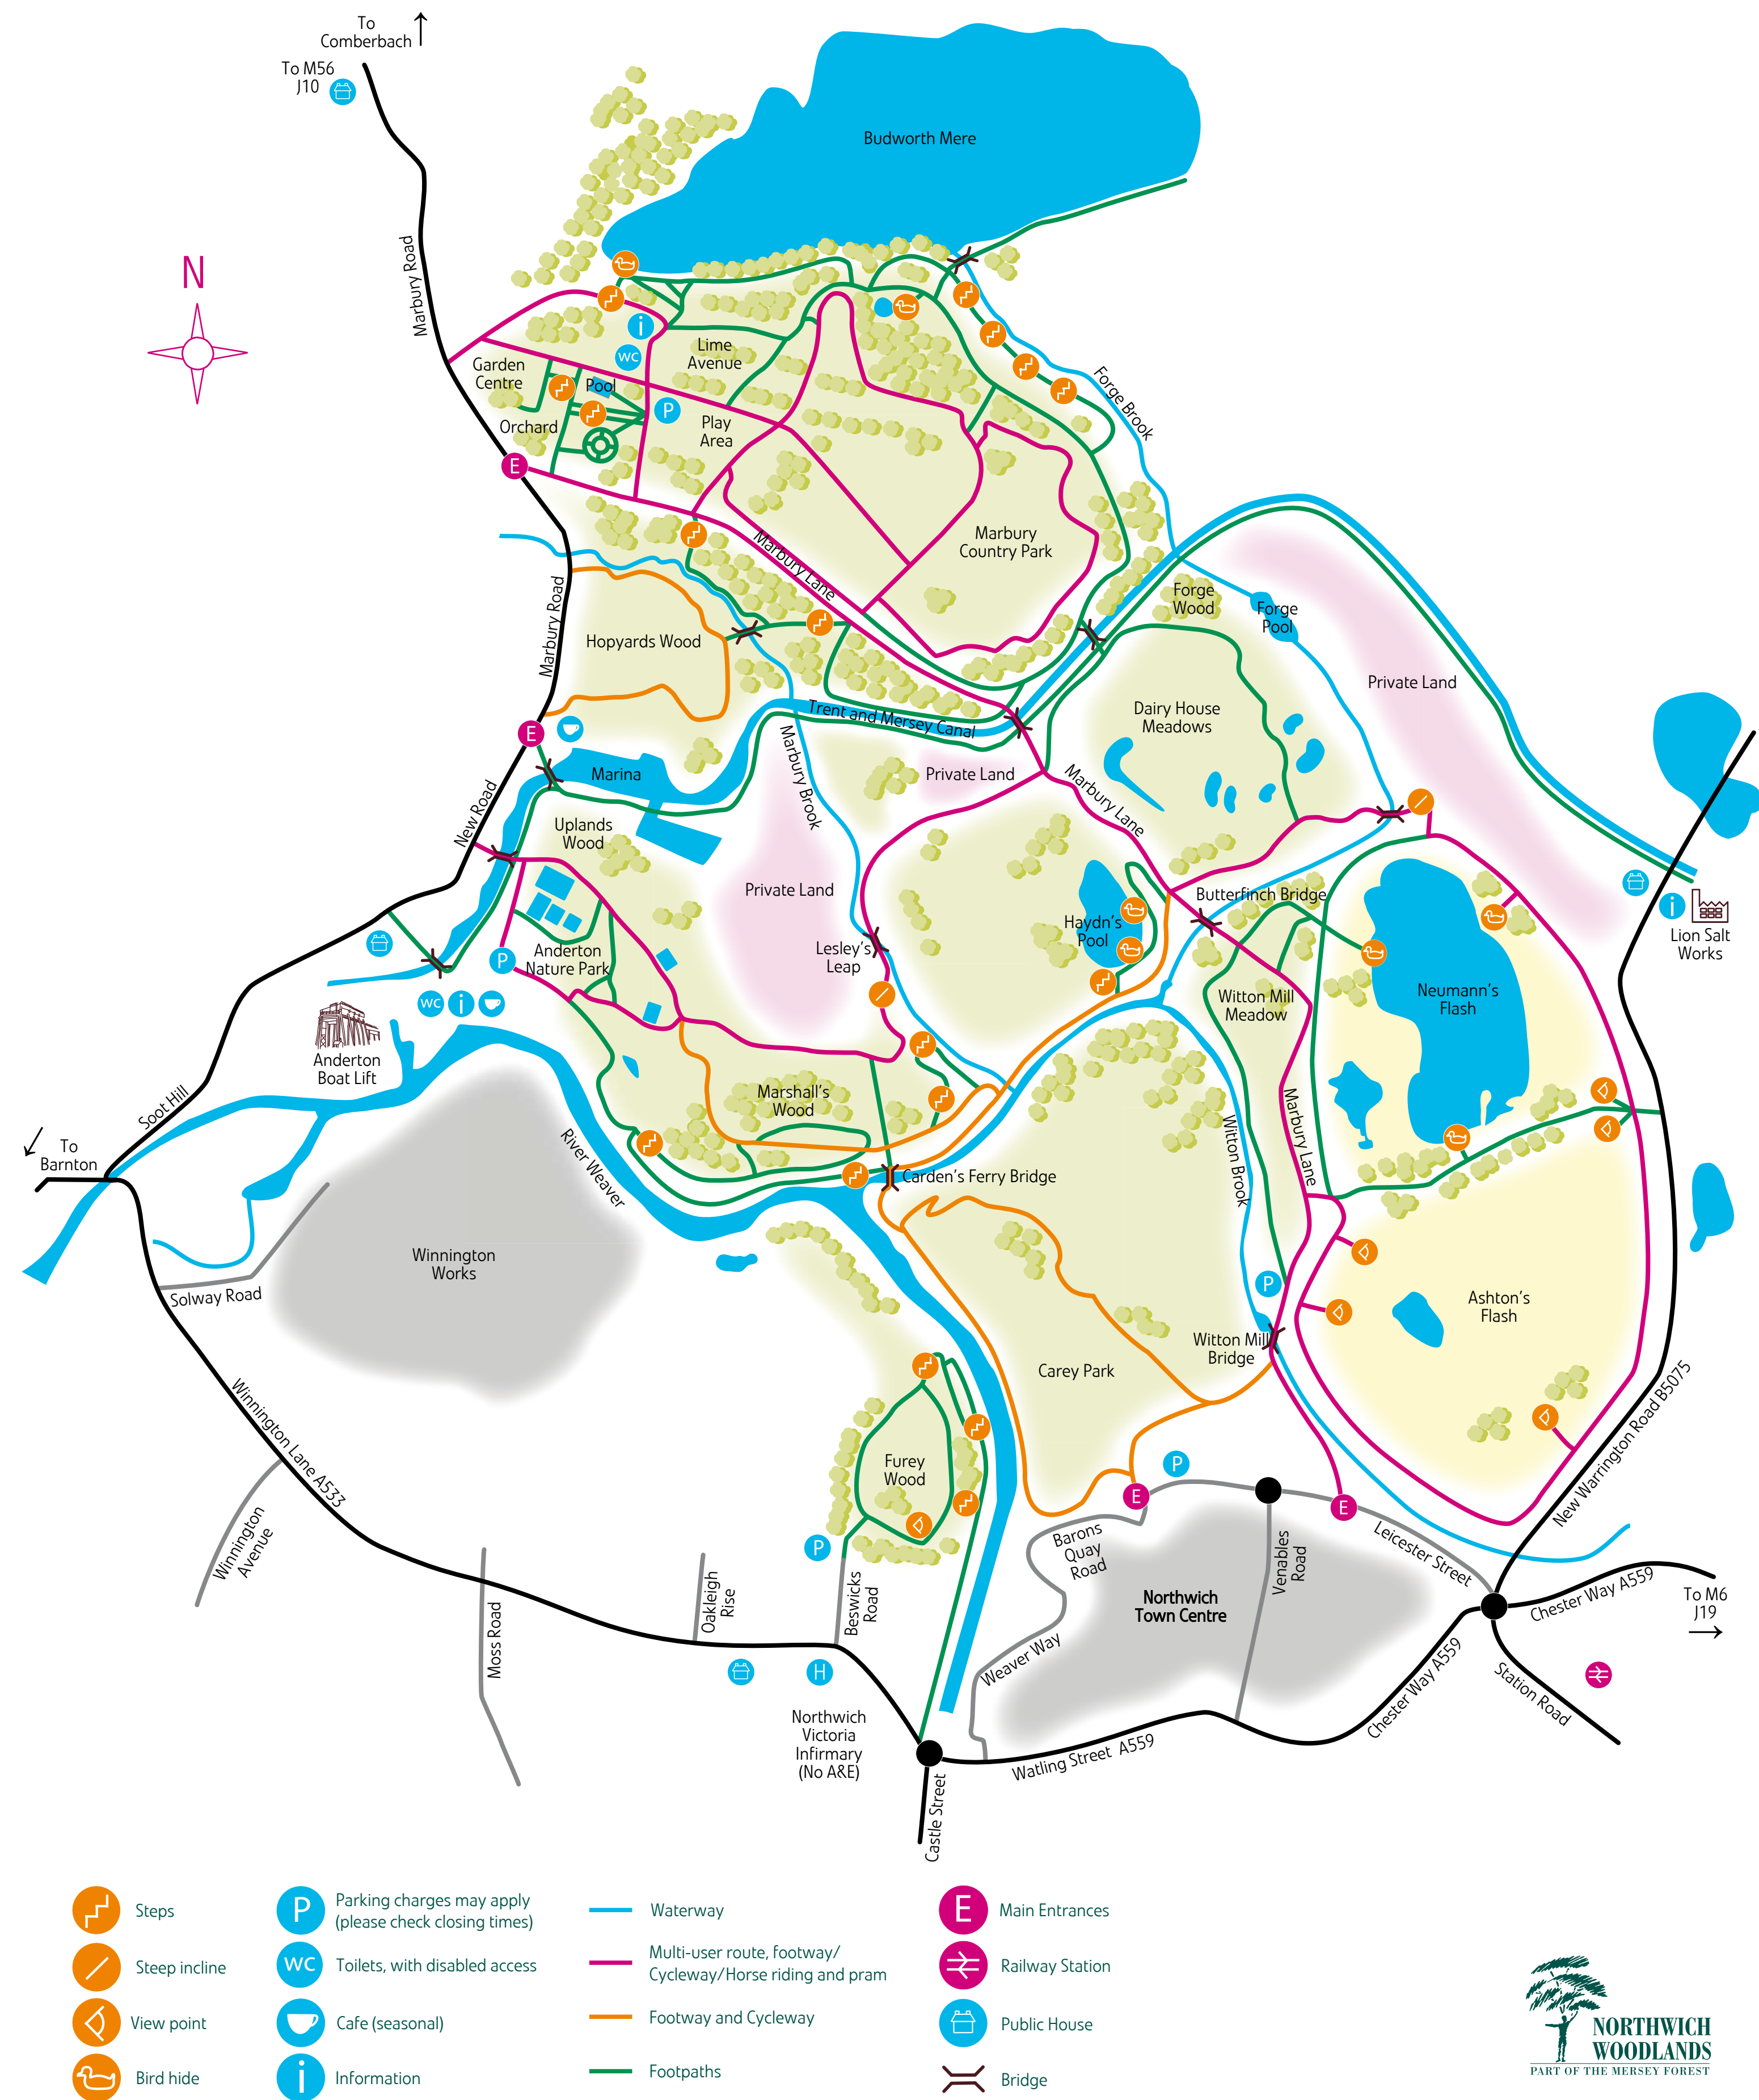 To
Comberbach
To M56
J10
Budworth Mere
N
Marbury Road
Garden
Centre
Pool
Lime
Avenue
i
WC
P
Play
Area
Orchard
E
Forge Brook
Marbury Country Park
Marbury Lane
Marbury Road
Hopyards Wood
Forge
Wood
Forge
Pool
Private Land
Dairy House
Meadows
Trent and Mersey Canal
E
Marina
Marbury Brook
Private Land
Marbury Lane
New Road
Uplands
Wood
Private Land
Butterfinch Bridge
Haydn's
Pool
Lesley's
Leap
Anderton
Nature Park
P
i
Lion Salt
Works
Neumann's
Flash
Witton Mill
Meadow
WC
i
Anderton
Boat Lift
Marshall's
Wood
Soot Hill
To
Barnton
River Weaver
Witton Brook
Marbury Lane
Carden's Ferry Bridge
Winnington
Works
Solway Road
P
Ashton's
Flash
Witton Mill
Bridge
Carey Park
Winnington Lane A533
New Warrington Road B5075
Furey
Wood
P
E
E
P
Winnington
Avenue
Barons
Quay
Road
Venables
Road
Leicester Street
Moss Road
Oakleigh
Rise
Beswicks
Road
Northwich
Town Centre
Chester Way A559
To M6
J19
Weaver Way
H
Chester Way A559
Station Road
Northwich
Victoria
Infirmary
(No A&E)
Watling Street A559
Castle Street
Steps
Steep incline
View point
Bird hide
P
Parking charges may apply
(please check closing times)
WC
Toilets, with disabled access
Cafe (seasonal)
i
Information
Waterway
Multi-user route, footway/
Cycleway/Horse riding and pram
Footway and Cycleway
Footpaths
E
Main Entrances
Railway Station
Public House
Bridge
NORTHWICH
WOODLANDS
PART OF THE MERSEY FOREST